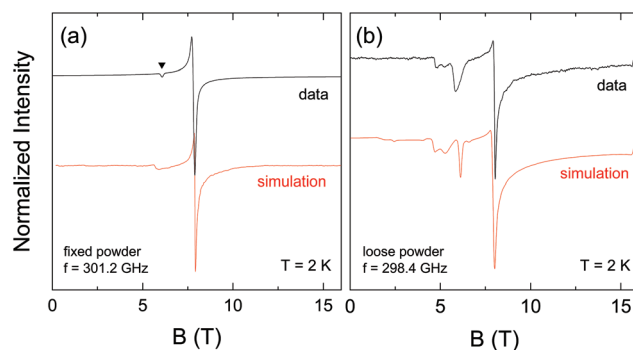 (a)
data
simulation
fixed powder
f = 301.2 GHz
T = 2 K
0 5 10 15
B (T)
Normalized Intensity
(b)
data
simulation
loose powder
f = 298.4 GHz
T = 2 K
0 5 10 15
B (T)